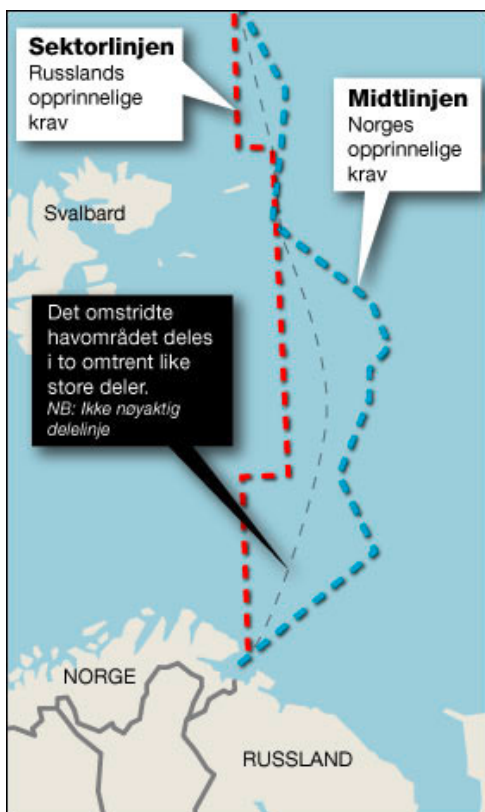 Sektorlinjen
Russlands
opprinnelige
krav
Midtlinjen
Norges
opprinnelige
krav
Svalbard
Det omstridte
havområdet deles
i to omtrent like
store deler.
NB: Ikke nøyaktig
delelinje
NORGE
RUSSLAND